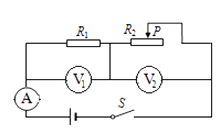 R₁ R₂ P
V₁ V₂
A
S